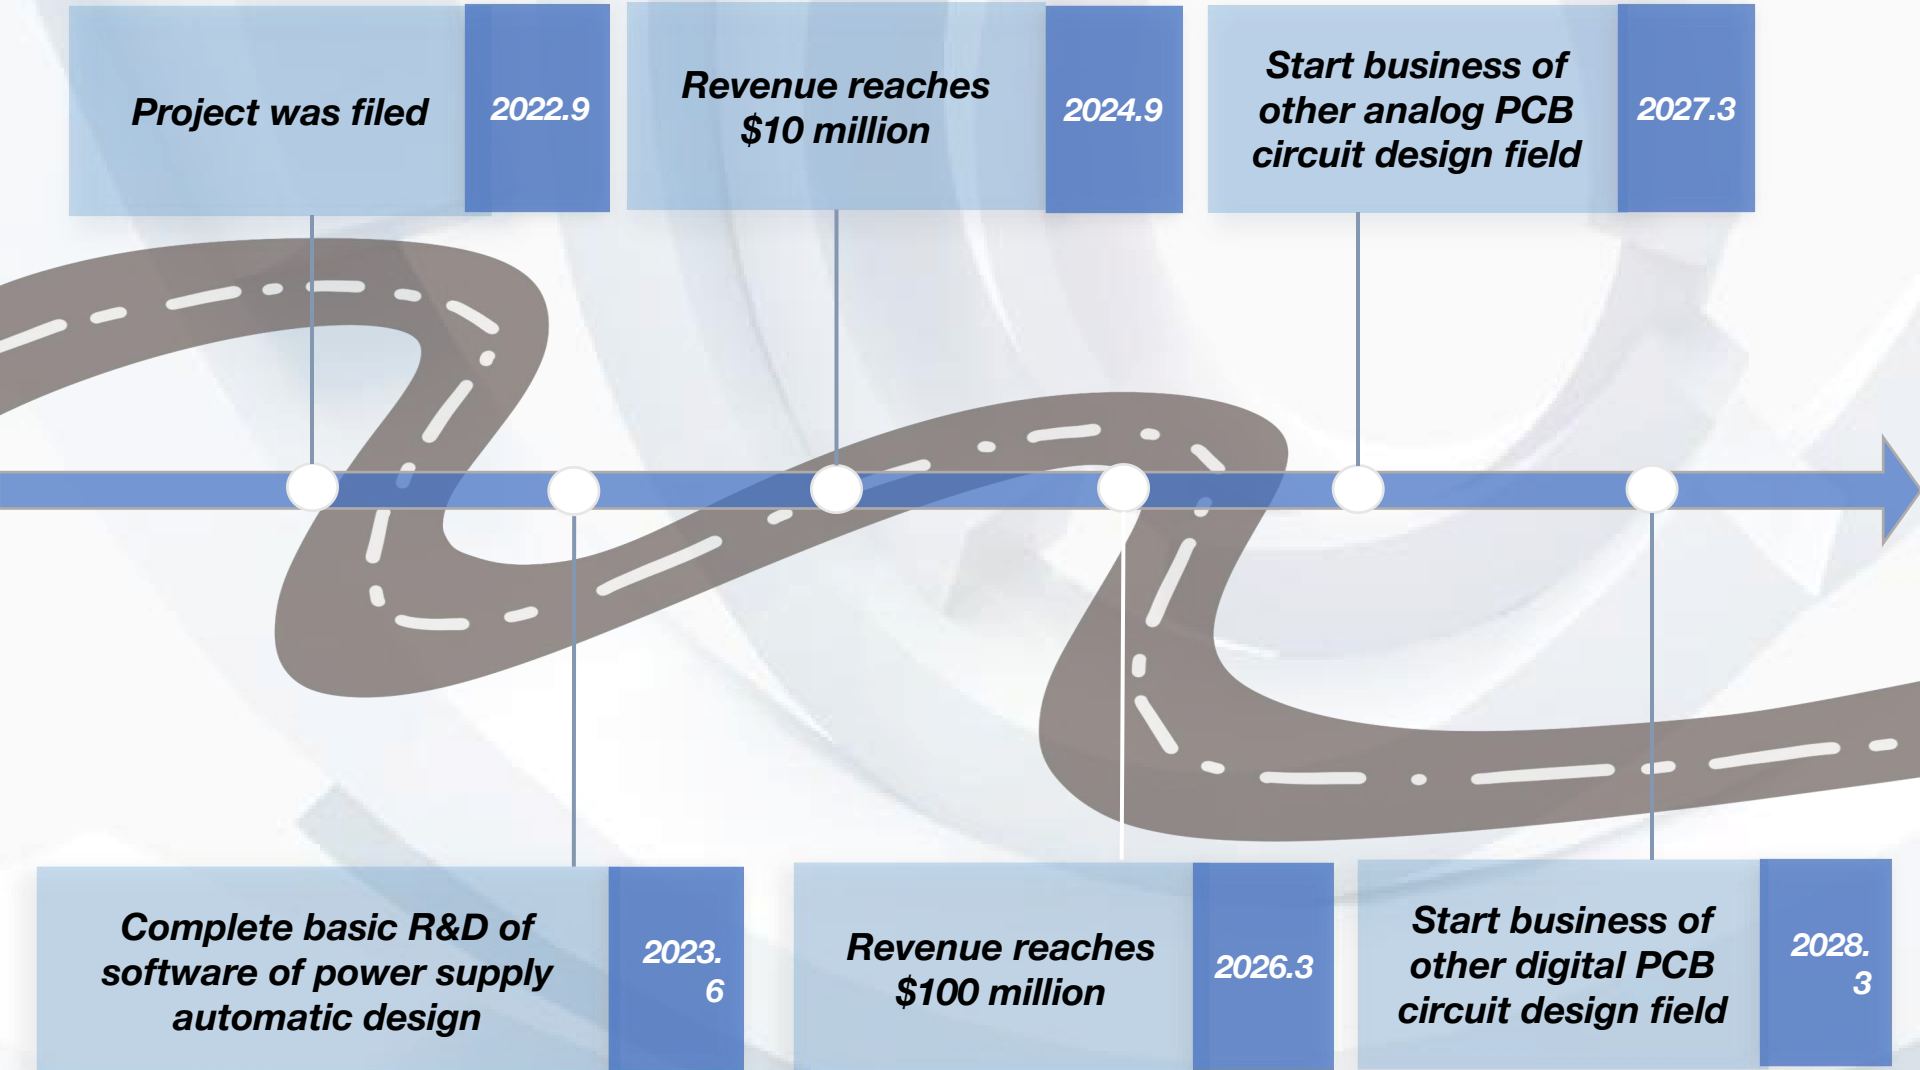 Project was filed
2022.9
Revenue reaches
$10 million
2024.9
Start business of
other analog PCB
circuit design field
2027.3
Complete basic R&D of
software of power supply
automatic design
2023.
6
Revenue reaches
$100 million
2026.3
Start business of
other digital PCB
circuit design field
2028.
3